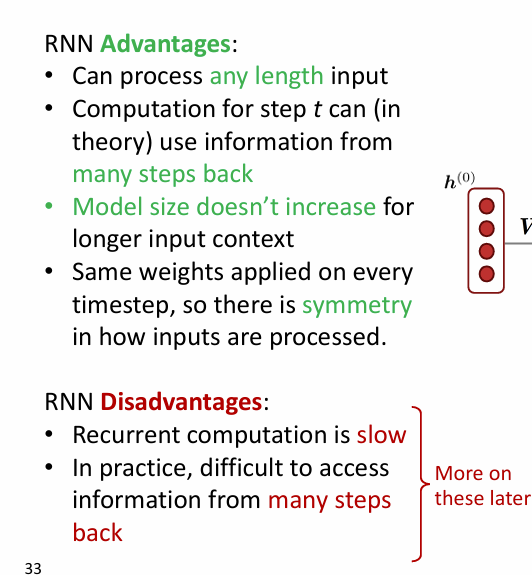 RNN Advantages:
• Can process any length input
• Computation for step t can (in
theory) use information from
many steps back
• Model size doesn’t increase for
longer input context
• Same weights applied on every
timestep, so there is symmetry
in how inputs are processed.
h(0)
RNN Disadvantages:
• Recurrent computation is slow
• In practice, difficult to access
information from many steps
back
More on
these later
33